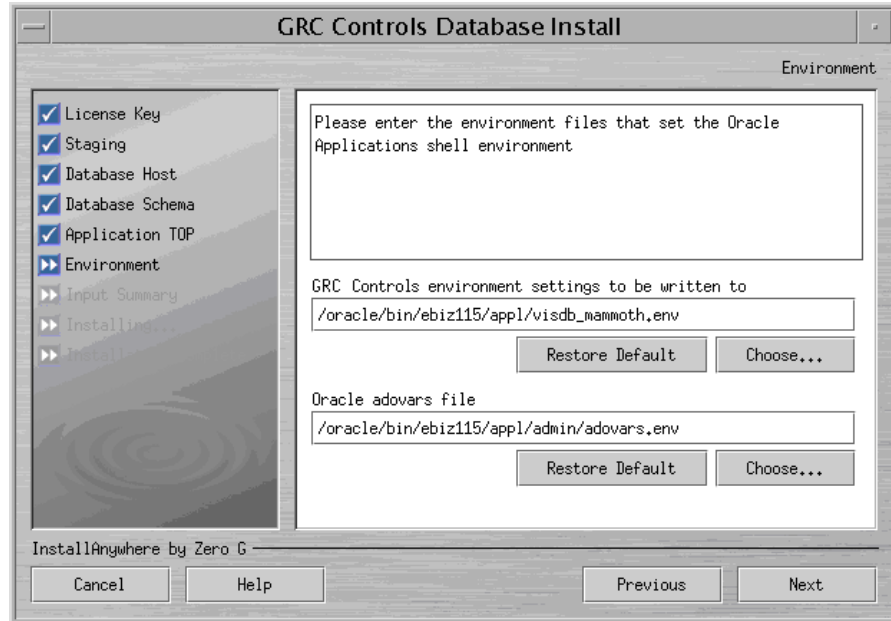 GRC Controls Database Install
Environment
License Key
Staging
Database Host
Database Schema
Application TOP
Environment
Input Summary
Installing...
Please enter the environment files that set the Oracle
Applications shell environment
GRC Controls environment settings to be written to
/oracle/bin/ebiz115/appl/visdb_mammoth.env
Restore Default
Choose...
Oracle adovars file
/oracle/bin/ebiz115/appl/admin/adovars.env
Restore Default
Choose...
InstallAnywhere by Zero G
Cancel
Help
Previous
Next